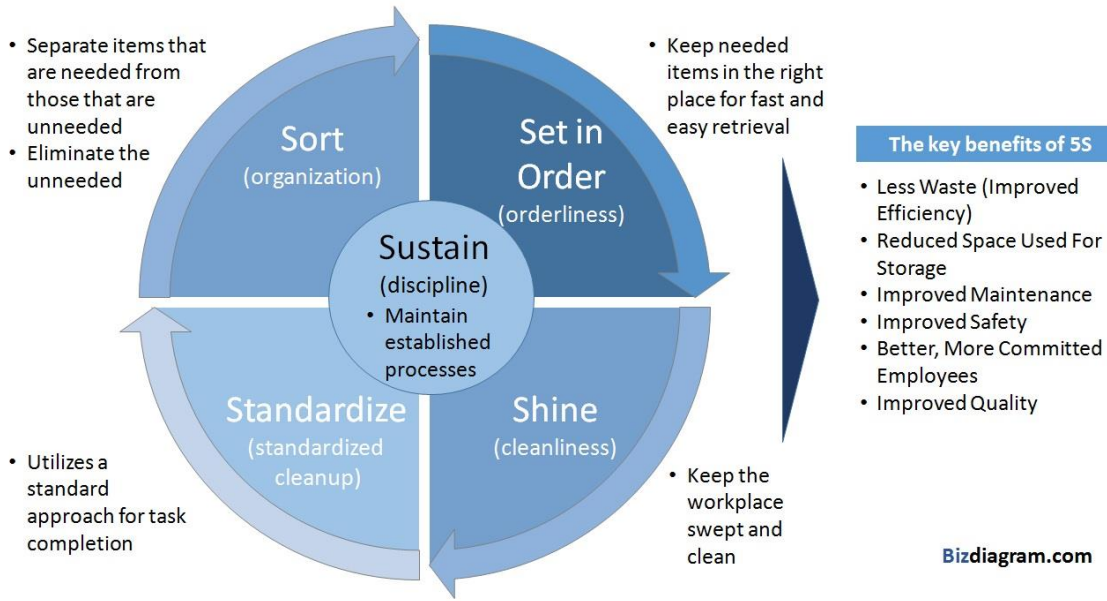 • Separate items that
are needed from
those that are
unneeded
• Eliminate the
unneeded
Sort
(organization)
Set in
Order
(orderliness)
• Keep needed
items in the right
place for fast and
easy retrieval
Sustain
(discipline)
• Maintain
established
processes
Standardize
(standardized
cleanup)
Shine
(cleanliness)
• Utilizes a
standard
approach for task
completion
• Keep the
workplace
swept and
clean
The key benefits of 5S
• Less Waste (Improved
Efficiency)
• Reduced Space Used For
Storage
• Improved Maintenance
• Improved Safety
• Better, More Committed
Employees
• Improved Quality
Bizdiagram.com